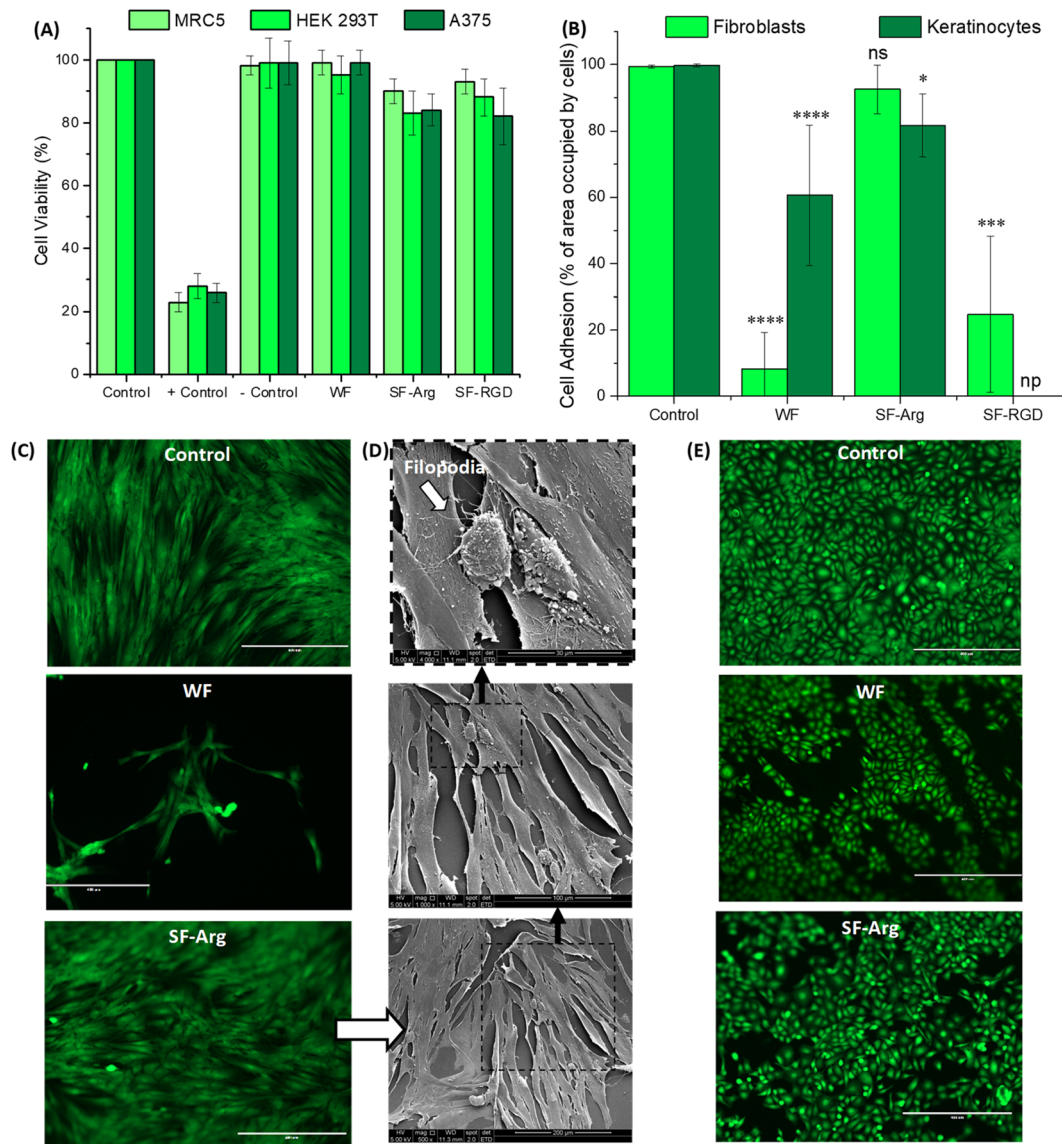 (A)
MRC5 HEK 293T A375
Cell Viability (%)
100
80
60
40
20
0
Control + Control - Control WF SF-Arg SF-RGD
(B)
Fibroblasts Keratinocytes
Cell Adhesion (% of area occupied by cells)
100
80
60
40
20
0
ns
*
****
****
***
np
Control WF SF-Arg SF-RGD
(C)
Control
WF
SF-Arg
(D)
Filopodia
HV mag □ WD spot det
5.00 kV 4 000 x 11.1 mm 2.0 ETD
30 µm
HV mag □ WD spot det
5.00 kV 1 000 x 11.1 mm 2.0 ETD
100 µm
HV mag □ WD spot det
5.00 kV 500 x 11.3 mm 2.0 ETD
200 µm
(E)
Control
WF
SF-Arg